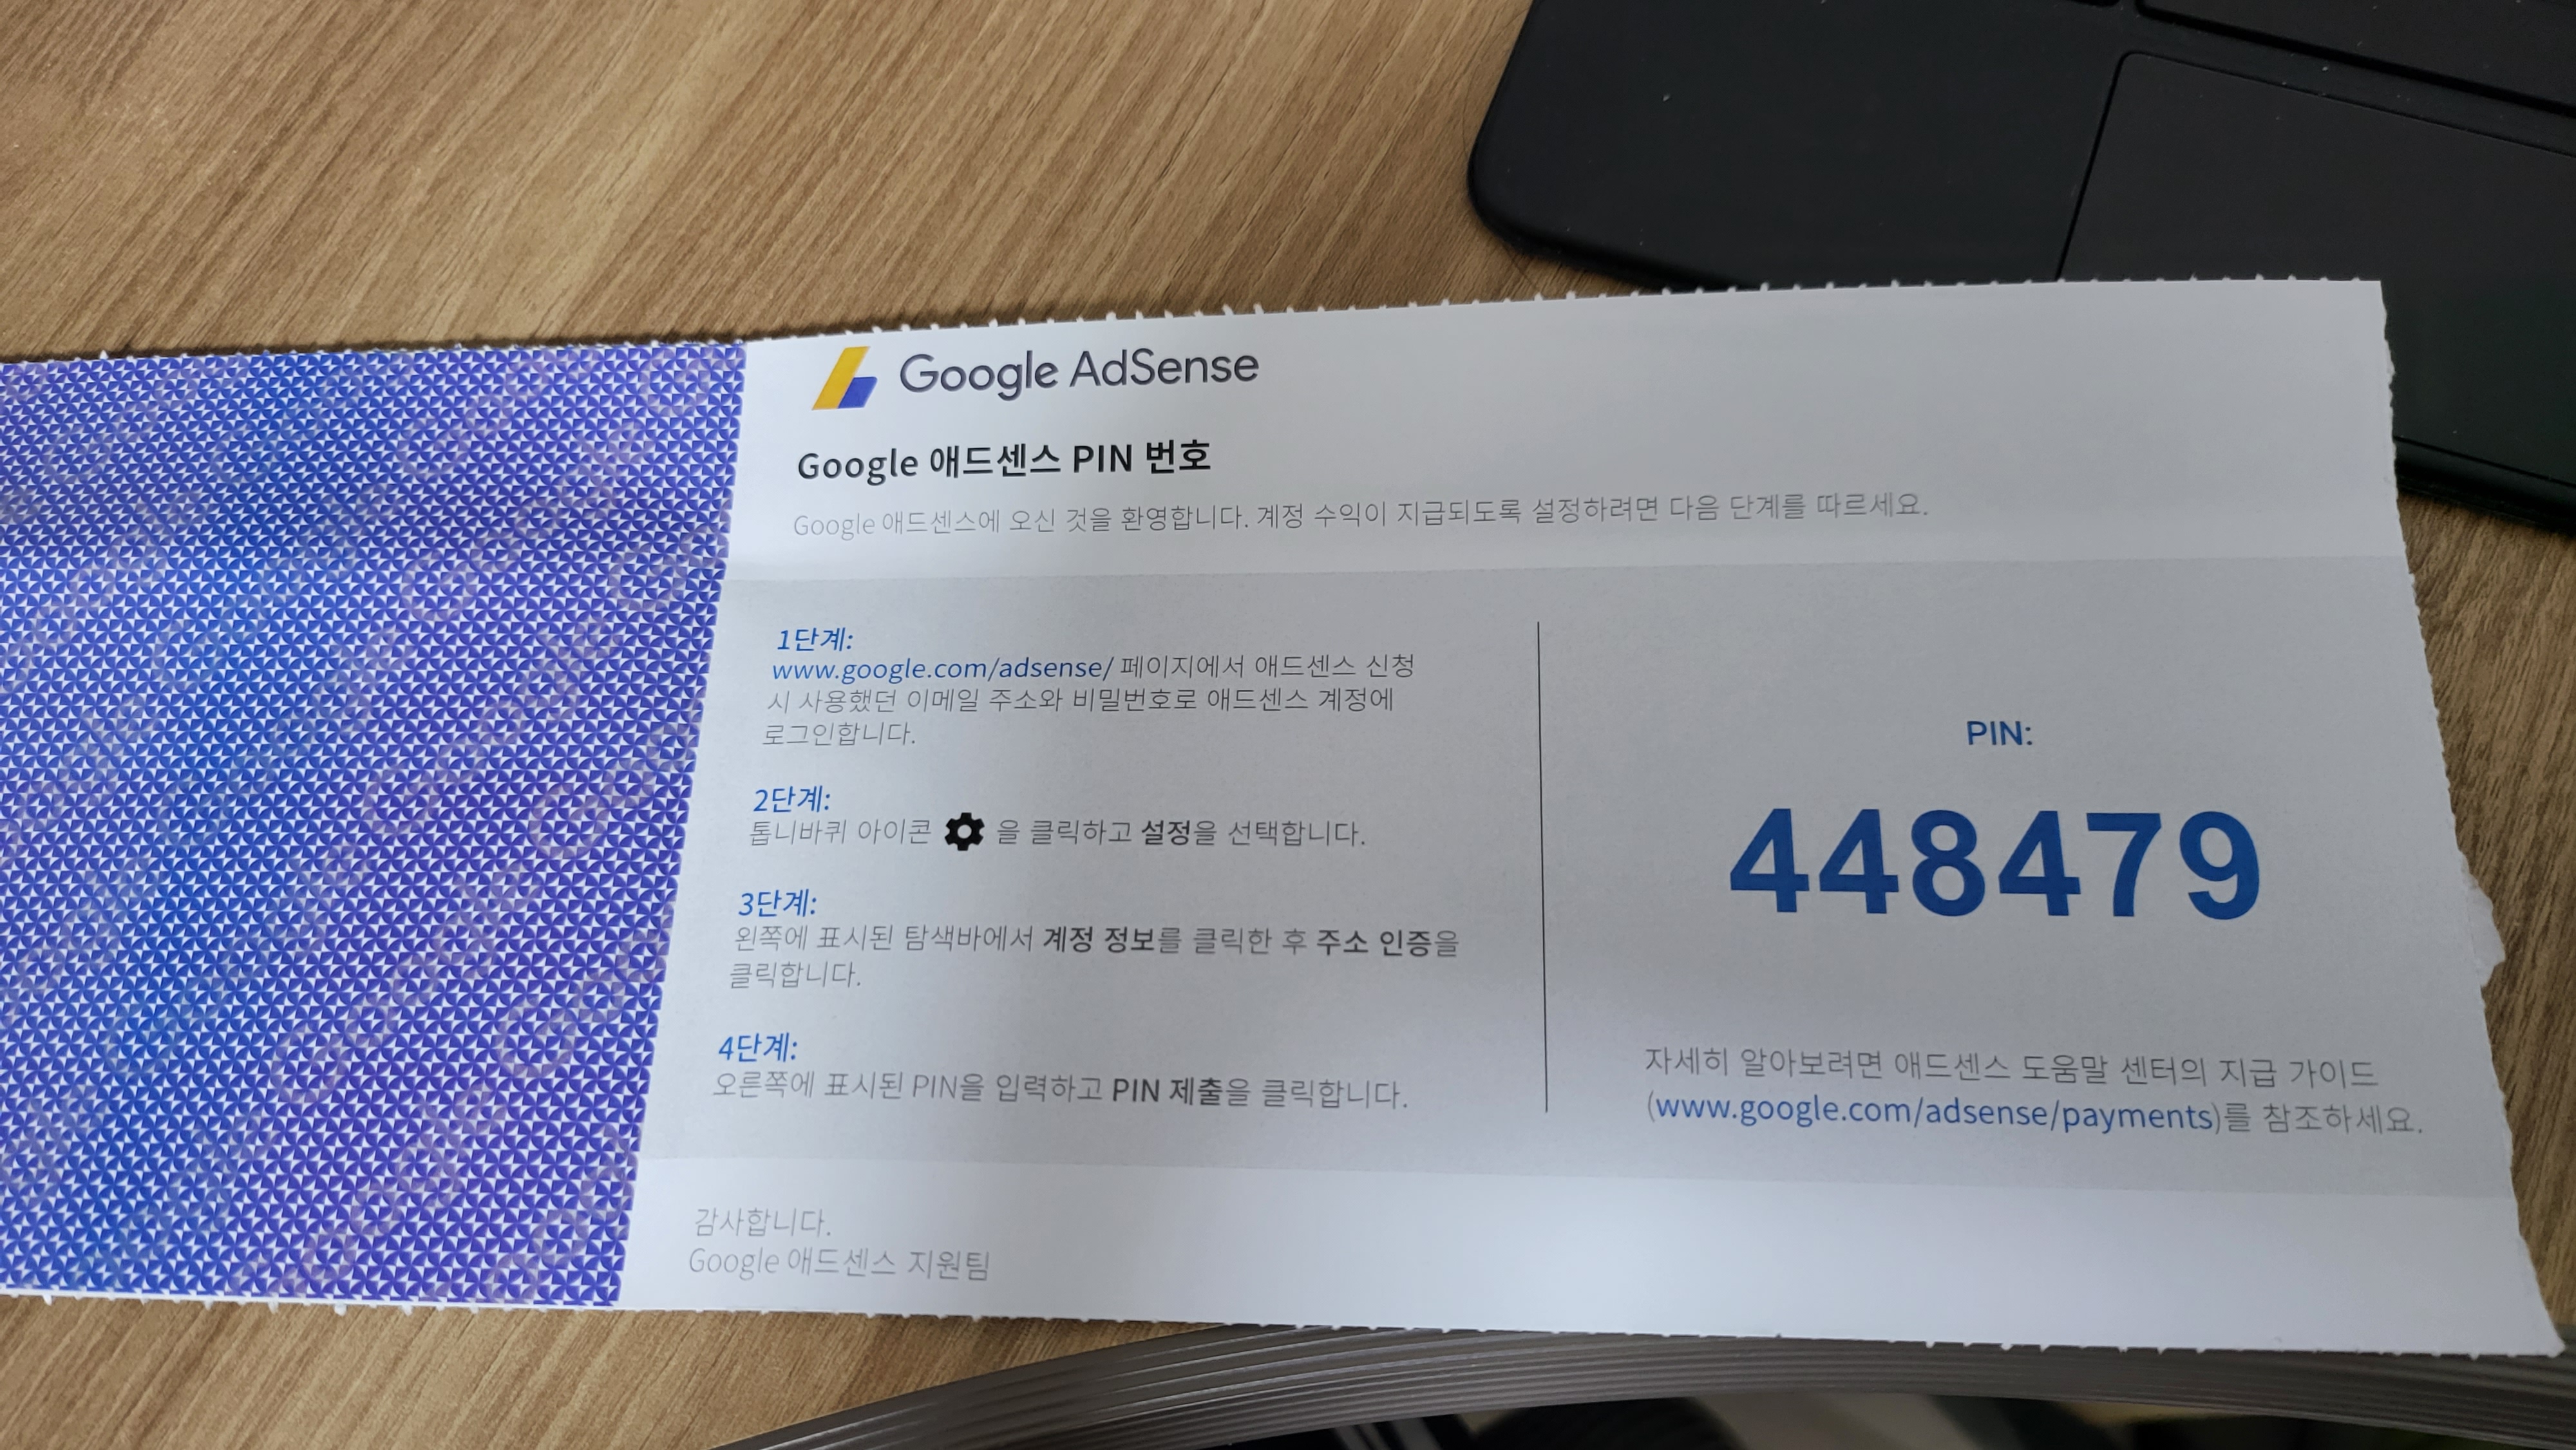 Google AdSense
Google 애드센스 PIN 번호
Google 애드센스에 오신 것을 환영합니다. 계정 수익이 지급되도록 설정하려면 다음 단계를 따르세요.
1단계:
www.google.com/adsense/ 페이지에서 애드센스 신청
시 사용했던 이메일 주소와 비밀번호로 애드센스 계정에
로그인합니다.
2단계:
톱니바퀴 아이콘 을 클릭하고 설정을 선택합니다.
3단계:
왼쪽에 표시된 탐색바에서 계정 정보를 클릭한 후 주소 인증을
클릭합니다.
4단계:
오른쪽에 표시된 PIN을 입력하고 PIN 제출을 클릭합니다.
PIN:
448479
자세히 알아보려면 애드센스 도움말 센터의 지급 가이드
(www.google.com/adsense/payments)를 참조하세요.
감사합니다.
Google 애드센스 지원팀